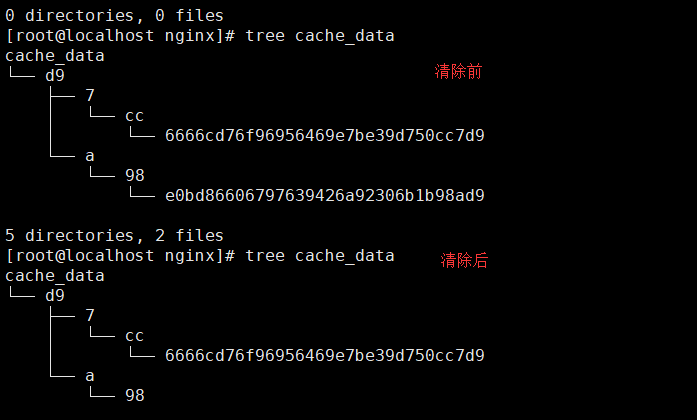 0 directories, 0 files
[root@localhost nginx]# tree cache_data
cache_data
清除前
└── d9
    ├── 7
    │   └── cc
    │       └── 6666cd76f96956469e7be39d750cc7d9
    └── a
        └── 98
            └── e0bd86606797639426a92306b1b98ad9
5 directories, 2 files
[root@localhost nginx]# tree cache_data
清除后
cache_data
└── d9
    ├── 7
    │   └── cc
    │       └── 6666cd76f96956469e7be39d750cc7d9
    └── a
        └── 98